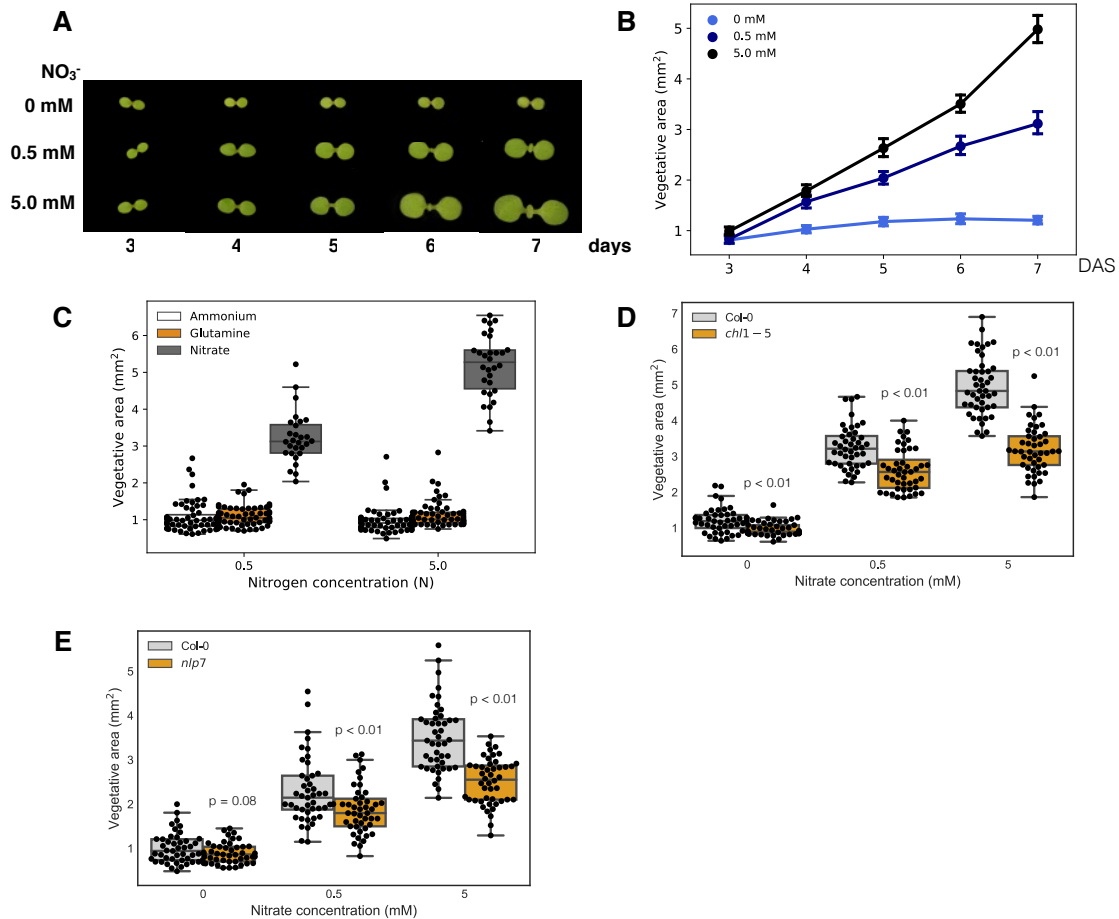 A
NO₃⁻
0 mM
0.5 mM
5.0 mM
3 4 5 6 7 days
B
Vegetative area (mm²)
0 mM
0.5 mM
5.0 mM
5
4
3
2
1
3 4 5 6 7 DAS
C
Vegetative area (mm²)
Ammonium
Glutamine
Nitrate
6
5
4
3
2
1
0.5 5.0
Nitrogen concentration (N)
D
Vegetative area (mm²)
Col-0
chl1−5
7
6
5
4
3
2
1
p < 0.01
p < 0.01
p < 0.01
0 0.5 5
Nitrate concentration (mM)
E
Vegetative area (mm²)
Col-0
nlp7
5
4
3
2
1
p = 0.08
p < 0.01
p < 0.01
0 0.5 5
Nitrate concentration (mM)